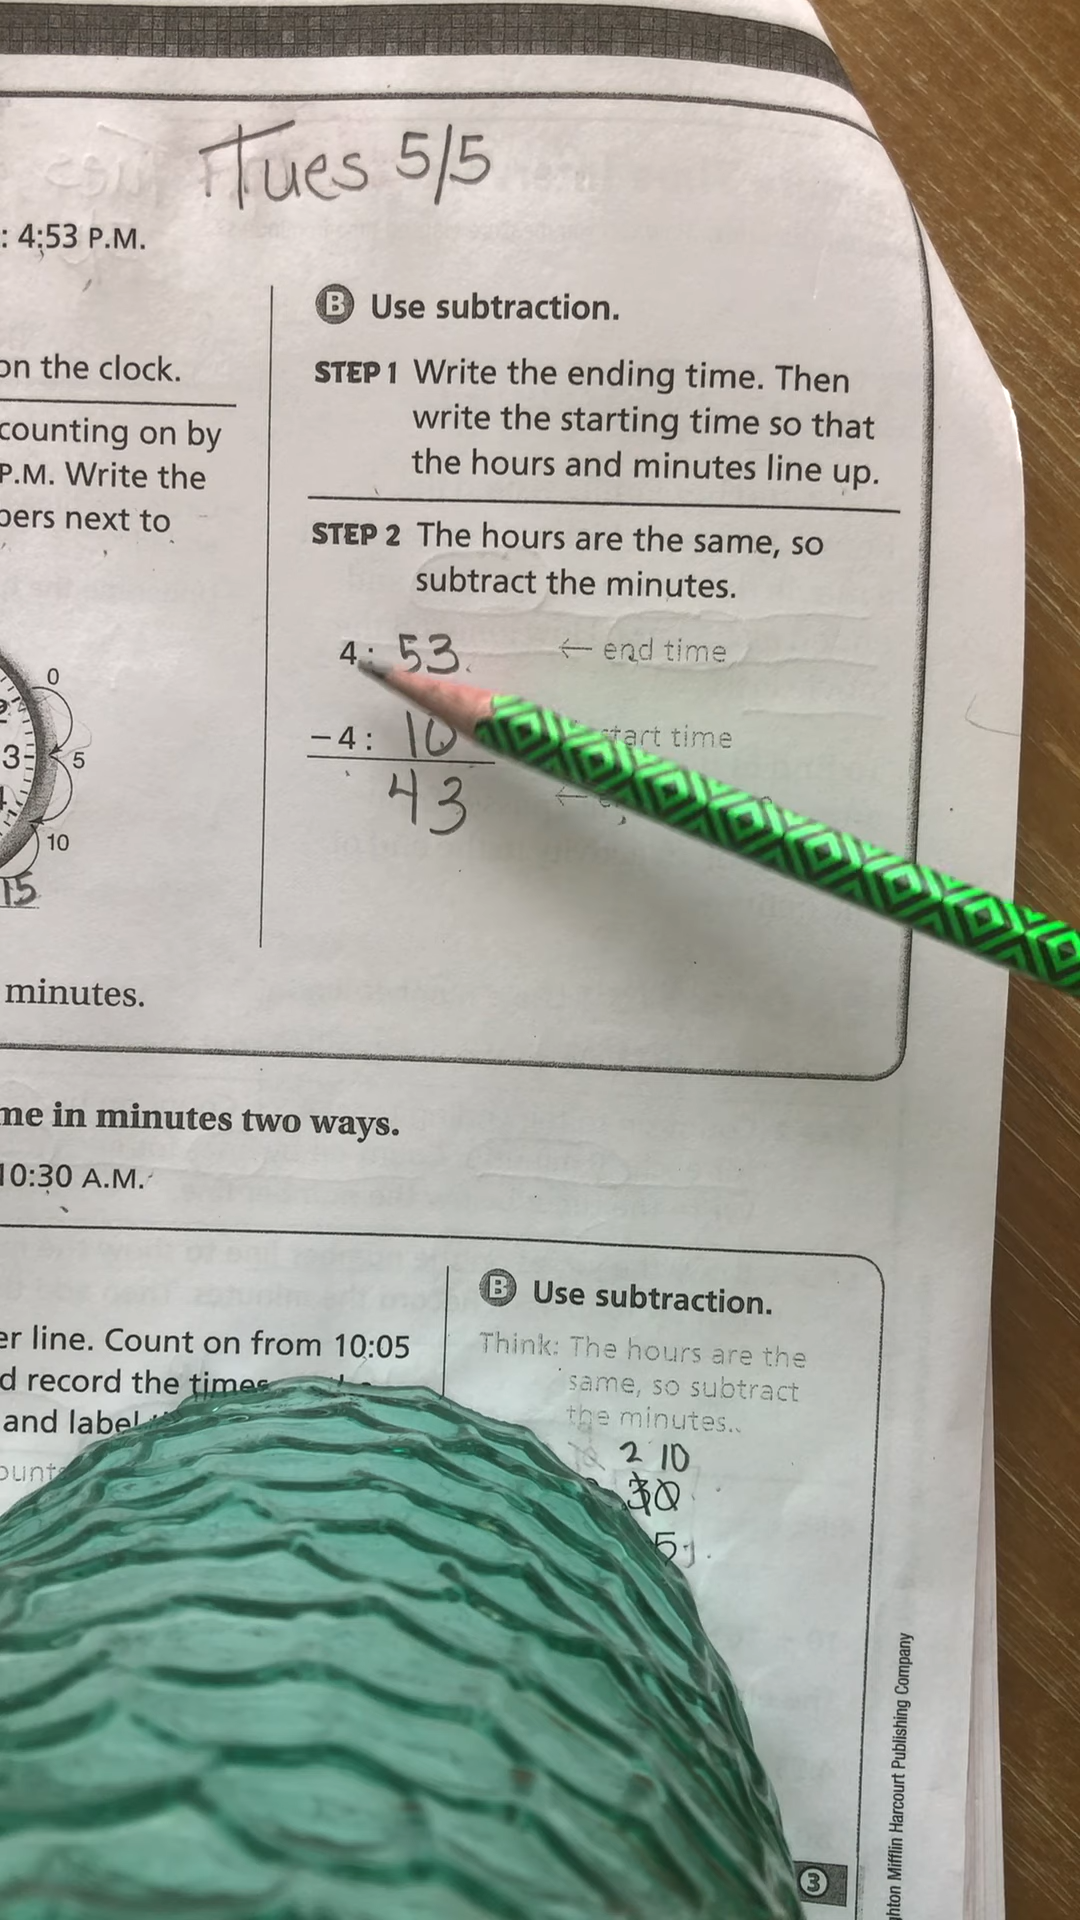 Tues 5/5
: 4:53 P.M.
on the clock.
counting on by
P.M. Write the
next to
0
3
5
10
15
minutes.
B Use subtraction.
STEP 1 Write the ending time. Then
write the starting time so that
the hours and minutes line up.
STEP 2 The hours are the same, so
subtract the minutes.
4: 53 ← end time
−4: 10 start time
43 ←
me in minutes two ways.
10:30 A.M.
line. Count on from 10:05
record the times
and label
B Use subtraction.
Think: The hours are the
same, so subtract
the minutes.
2 10
30
5
3
Mifflin Harcourt Publishing Company